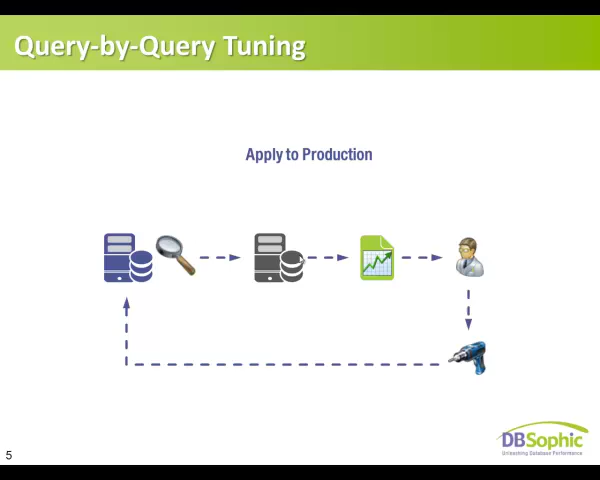 Query-by-Query Tuning
Apply to Production
DBSophic
Unleashing Database Performance
5